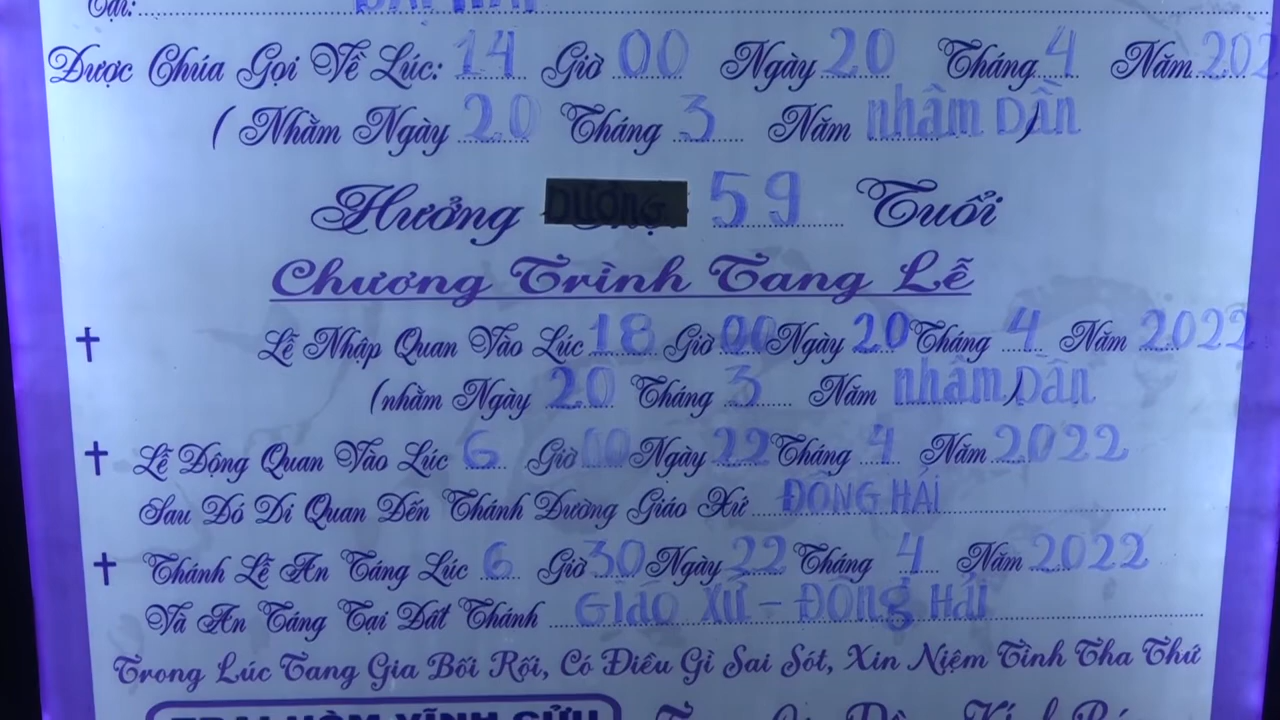 Tại:
Được Chúa Gọi Về Lúc: 14 Giờ 00 Ngày 20 Tháng 4 Năm 202
( Nhằm Ngày 20 Tháng 3 Năm nhâm Dần )
Hưởng DƯƠNG 59 Tuổi
Chương Trình Tang Lễ
Lễ Nhập Quan Vào Lúc 18 Giờ 00 Ngày 20 Tháng 4 Năm 2022
(nhằm Ngày 20 Tháng 3 Năm nhâm Dần )
Lễ Động Quan Vào Lúc 6 Giờ 00 Ngày 22 Tháng 4 Năm 2022
Sau Đó Di Quan Đến Thánh Đường Giáo Xứ ĐÔNG HẢI
Thánh Lễ An Táng Lúc 6 Giờ 30 Ngày 22 Tháng 4 Năm 2022
Và An Táng Tại Đất Thánh Giáo Xứ - ĐÔNG HẢI
Trong Lúc Tang Gia Bối Rối, Có Điều Gì Sai Sót, Xin Niệm Tình Tha Thứ
TRẠI HÒM VĨNH CỬU